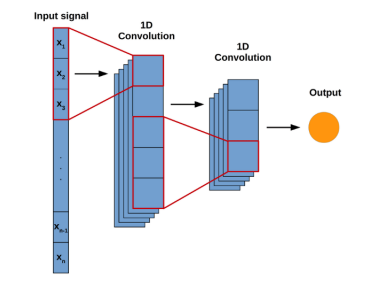 Input signal
1D
Convolution
1D
Convolution
Output
x1
x2
x3
.
.
.
xn-1
xn